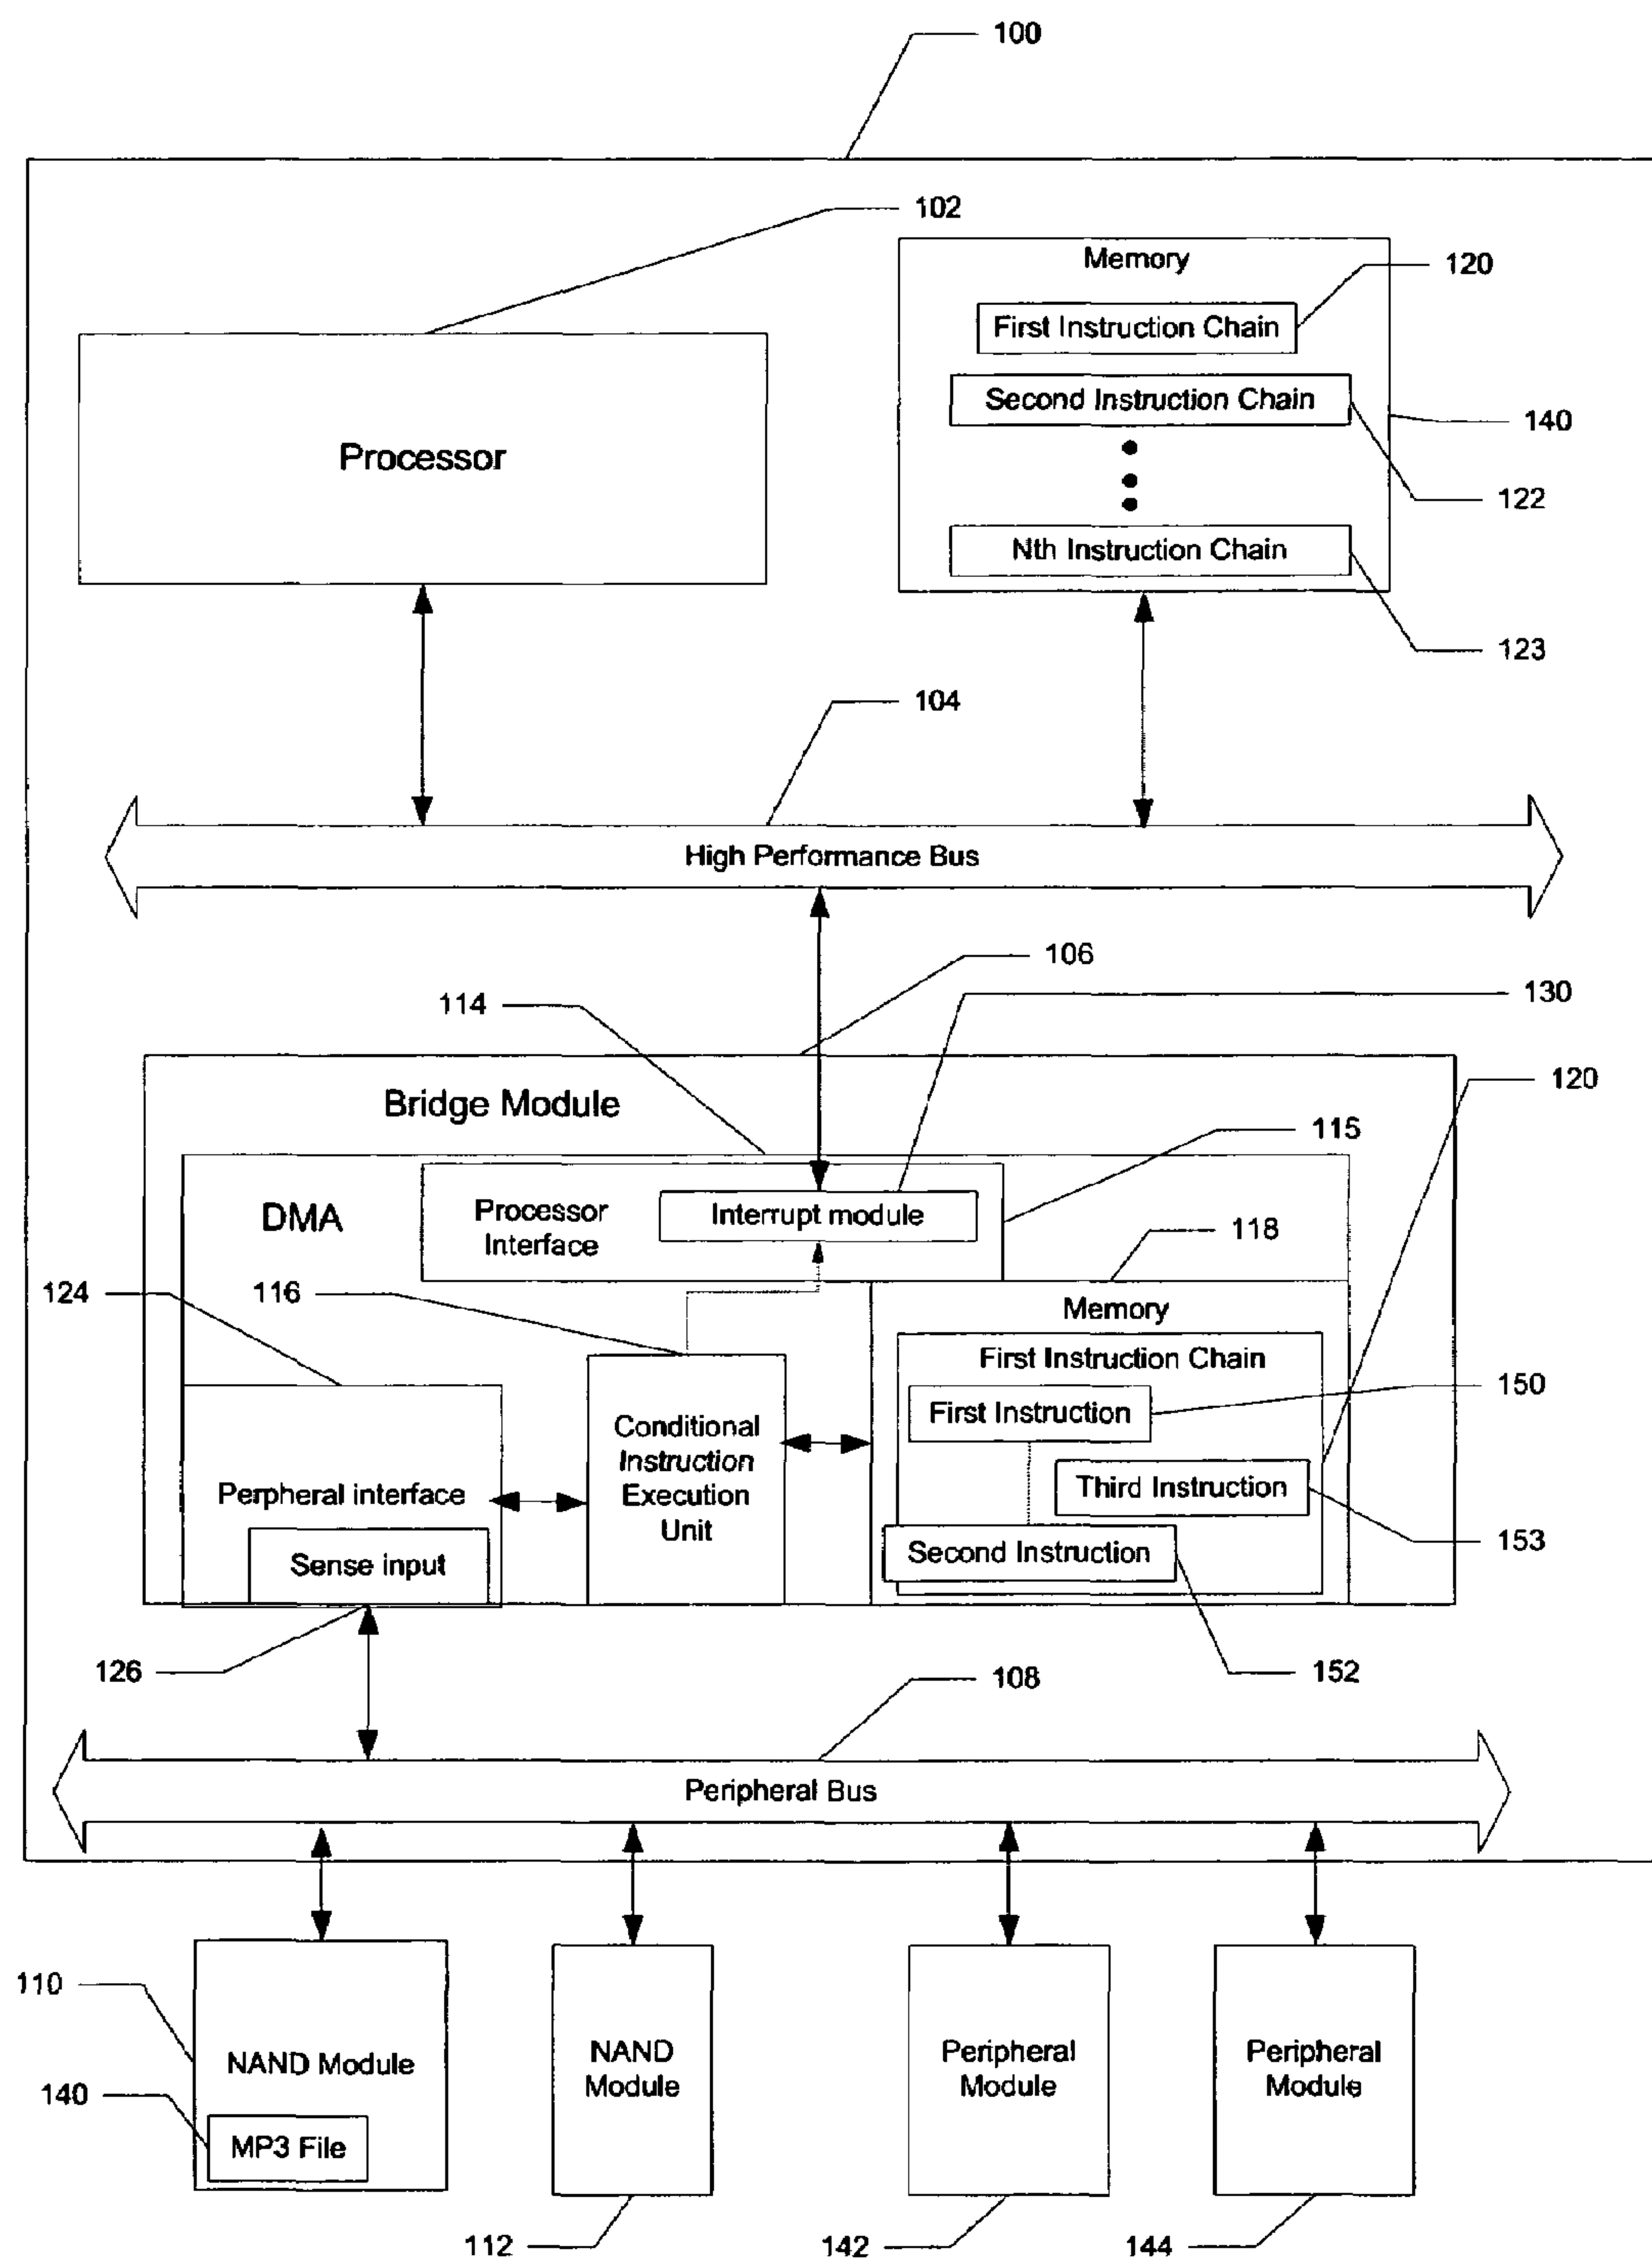 100
102
Memory
120
First Instruction Chain
Second Instruction Chain
140
Processor
122
Nth Instruction Chain
123
104
High Performance Bus
106
130
114
120
Bridge Module
115
DMA
Processor
Interface
Interrupt module
118
124
116
Memory
First Instruction Chain
150
First Instruction
Conditional
Instruction
Execution
Unit
Third Instruction
Perpheral interface
153
Second Instruction
Sense input
126
152
108
Peripheral Bus
110
NAND Module
NAND
Module
Peripheral
Module
Peripheral
Module
140
MP3 File
112
142
144